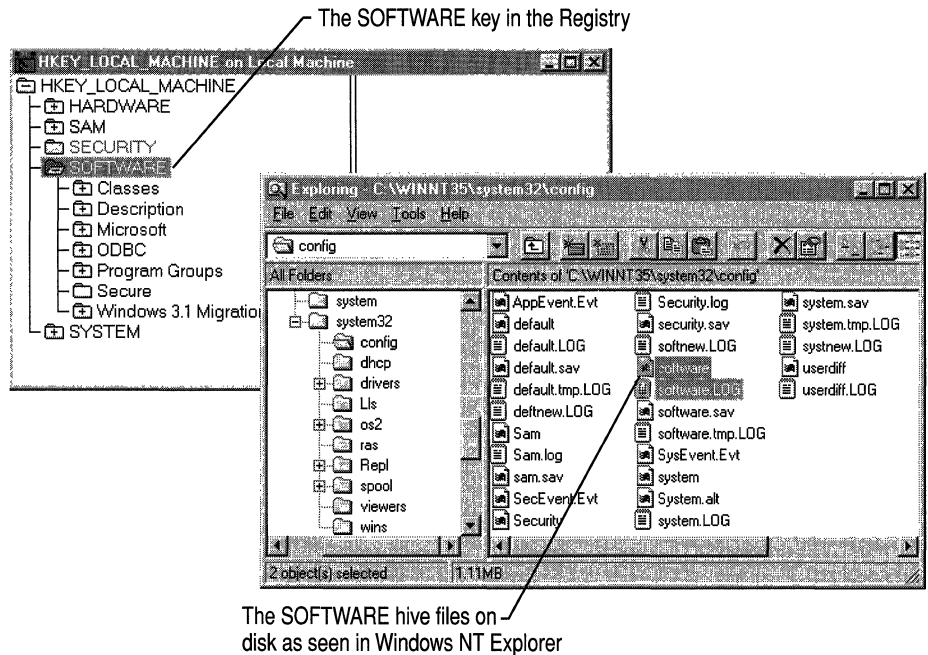 The SOFTWARE key in the Registry
HKEY_LOCAL_MACHINE on Local Machine
HKEY_LOCAL_MACHINE
HARDWARE
SAM
SECURITY
SOFTWARE
Classes
Description
Microsoft
ODBC
Program Groups
Secure
Windows 3.1 Migratio
SYSTEM
Exploring - C:\WINNT35\system32\config
File Edit View Tools Help
config
All Folders
Contents of 'C:\WINNT35\system32\config'
system
system32
config
dhcp
drivers
Lls
os2
ras
Repl
spool
viewers
wins
AppEvent.Evt
default
default.LOG
default.sav
default.tmp.LOG
deftnew.LOG
Sam
Sam.log
sam.sav
SecEvent.Evt
Security
Security.log
security.sav
softnew.LOG
software
software.LOG
software.sav
software.tmp.LOG
SysEvent.Evt
system
System.alt
system.LOG
system.sav
system.tmp.LOG
systnew.LOG
userdiff
userdiff.LOG
2 object(s) selected
1.11MB
The SOFTWARE hive files on
disk as seen in Windows NT Explorer